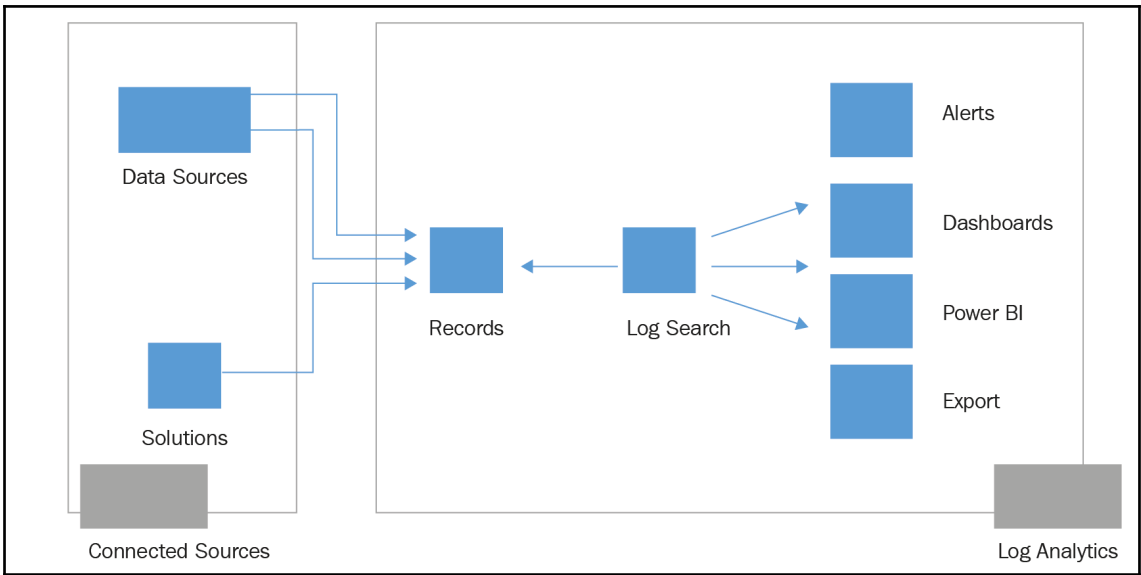 Data Sources
Solutions
Connected Sources
Records
Log Search
Alerts
Dashboards
Power BI
Export
Log Analytics